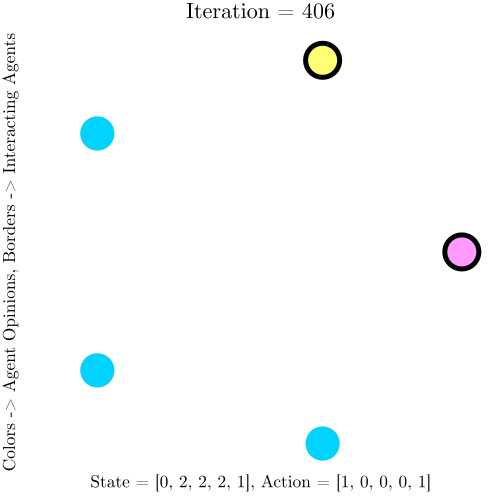 Iteration = 406
Colors -> Agent Opinions, Borders -> Interacting Agents
State = [0, 2, 2, 2, 1], Action = [1, 0, 0, 0, 1]